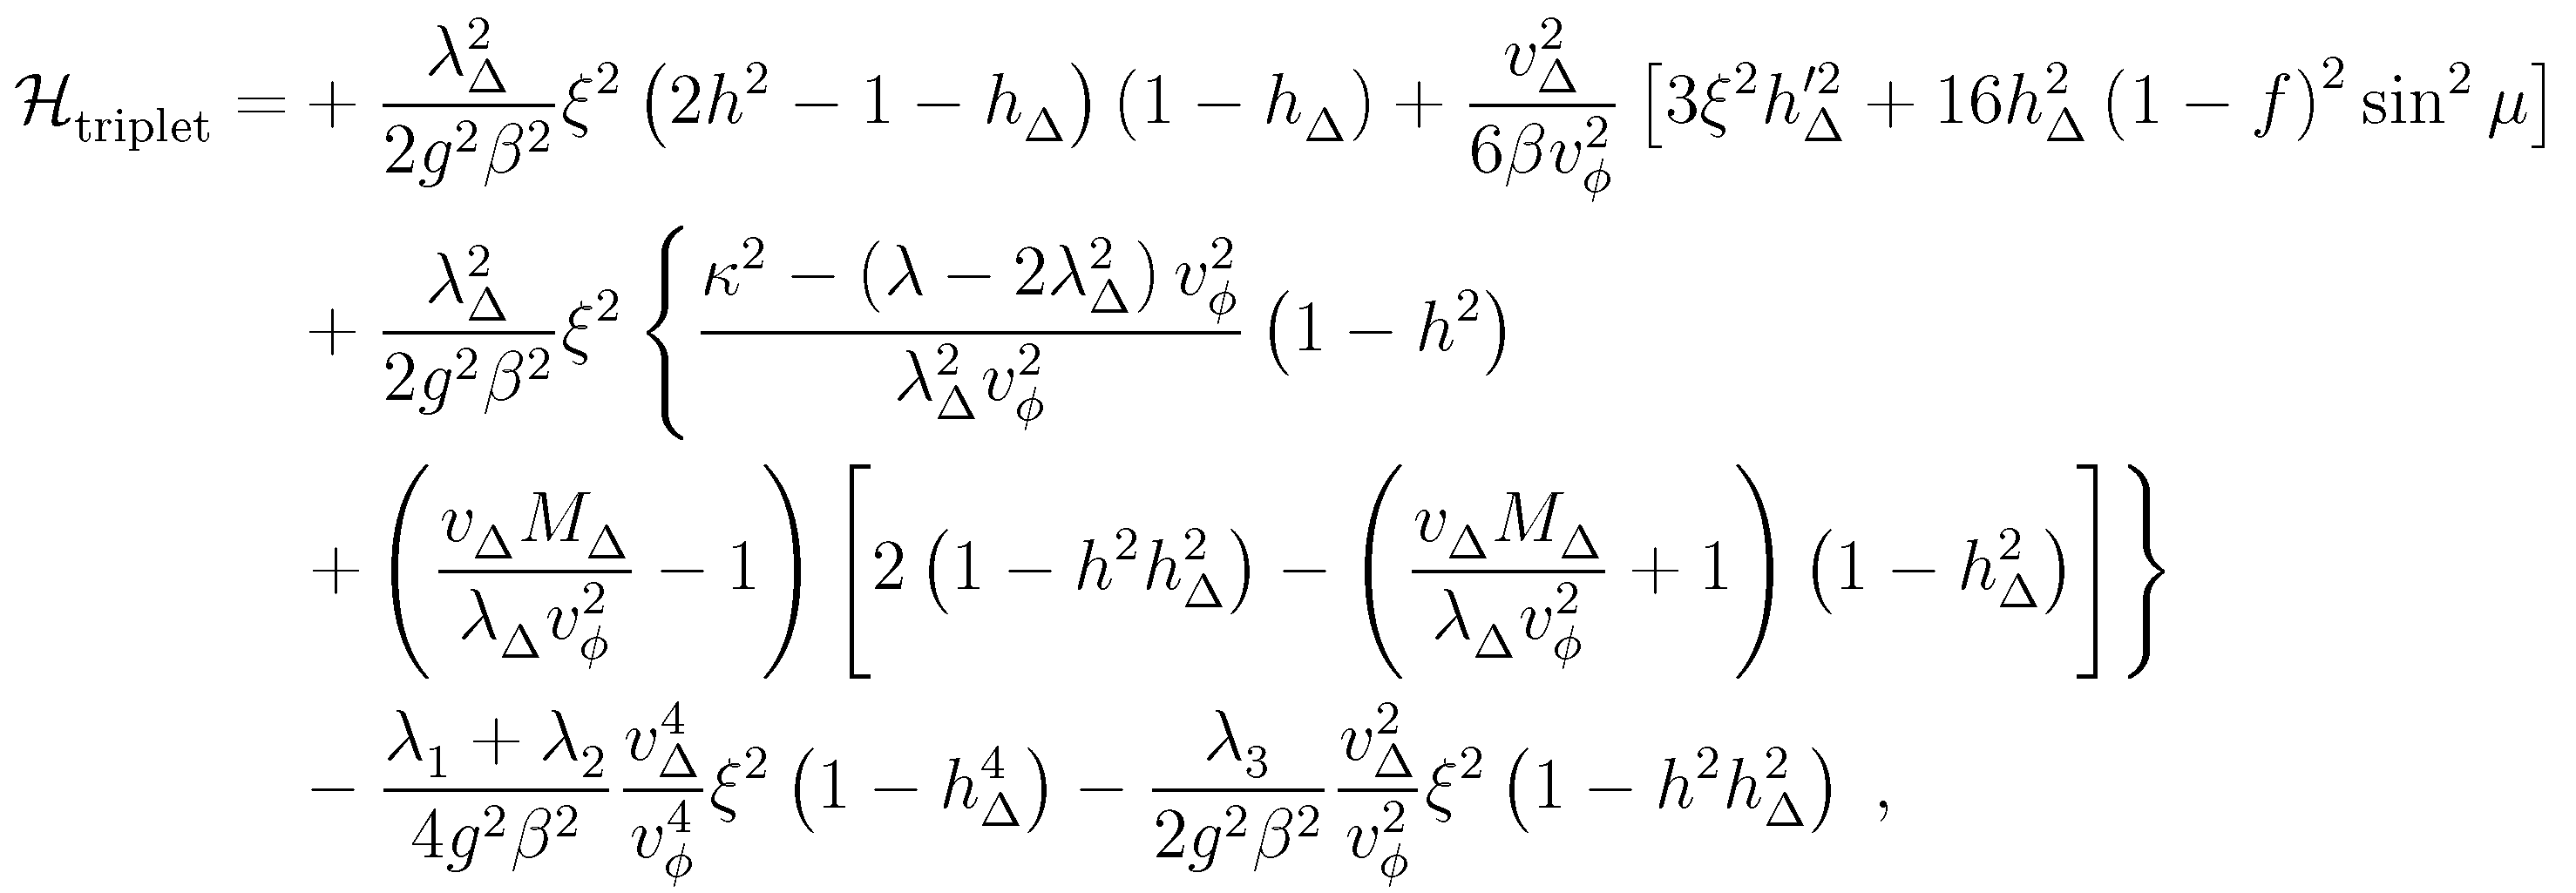 \mathcal{H}_{\text{triplet}} = + \frac{\lambda_\Delta^2}{2g^2\beta^2}\xi^2\left(2h^2 - 1 - h_\Delta\right)(1 - h_\Delta) + \frac{v_\Delta^2}{6\beta v_\phi^2}\left[3\xi^2 h_\Delta'^2 + 16h_\Delta^2(1 - f)^2\sin^2\mu\right]
+ \frac{\lambda_\Delta^2}{2g^2\beta^2}\xi^2\left\{\frac{\kappa^2 - (\lambda - 2\lambda_\Delta^2)v_\phi^2}{\lambda_\Delta^2 v_\phi^2}\left(1 - h^2\right)\right.
\left.+ \left(\frac{v_\Delta M_\Delta}{\lambda_\Delta v_\phi^2} - 1\right)\left[2\left(1 - h^2 h_\Delta^2\right) - \left(\frac{v_\Delta M_\Delta}{\lambda_\Delta v_\phi^2} + 1\right)\left(1 - h_\Delta^2\right)\right]\right\}
- \frac{\lambda_1 + \lambda_2}{4g^2\beta^2}\frac{v_\Delta^4}{v_\phi^4}\xi^2\left(1 - h_\Delta^4\right) - \frac{\lambda_3}{2g^2\beta^2}\frac{v_\Delta^2}{v_\phi^2}\xi^2\left(1 - h^2 h_\Delta^2\right) ,